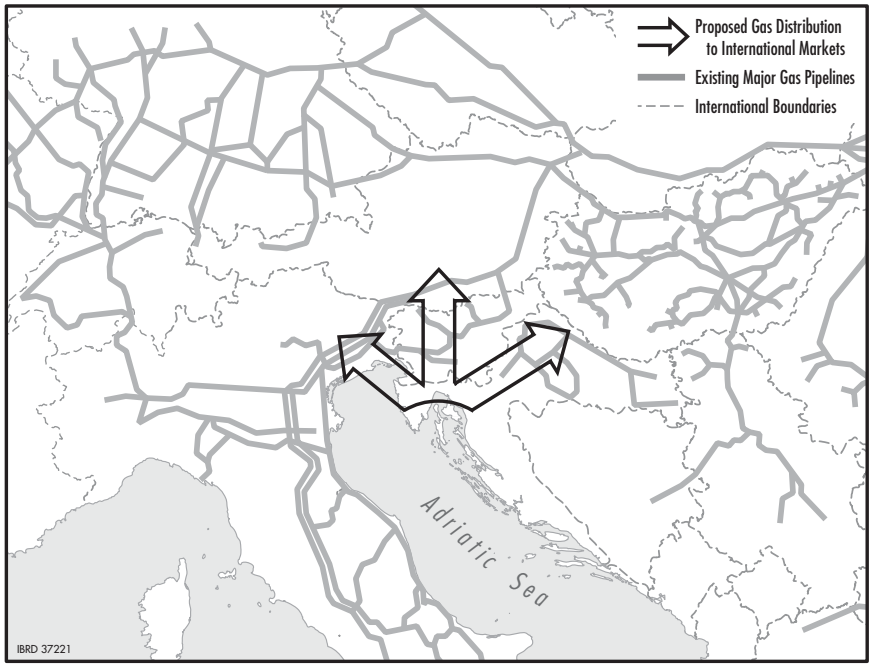 Proposed Gas Distribution
to International Markets
Existing Major Gas Pipelines
International Boundaries
Adriatic Sea
IBRD 37221